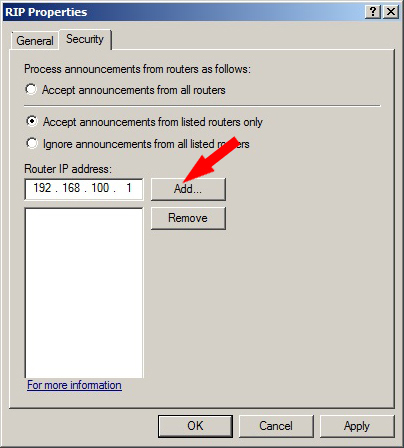 RIP Properties
General
Security
Process announcements from routers as follows:
Accept announcements from all routers
Accept announcements from listed routers only
Ignore announcements from all listed routers
Router IP address:
192 . 168 . 100 . 1
Add...
Remove
For more information
OK
Cancel
Apply